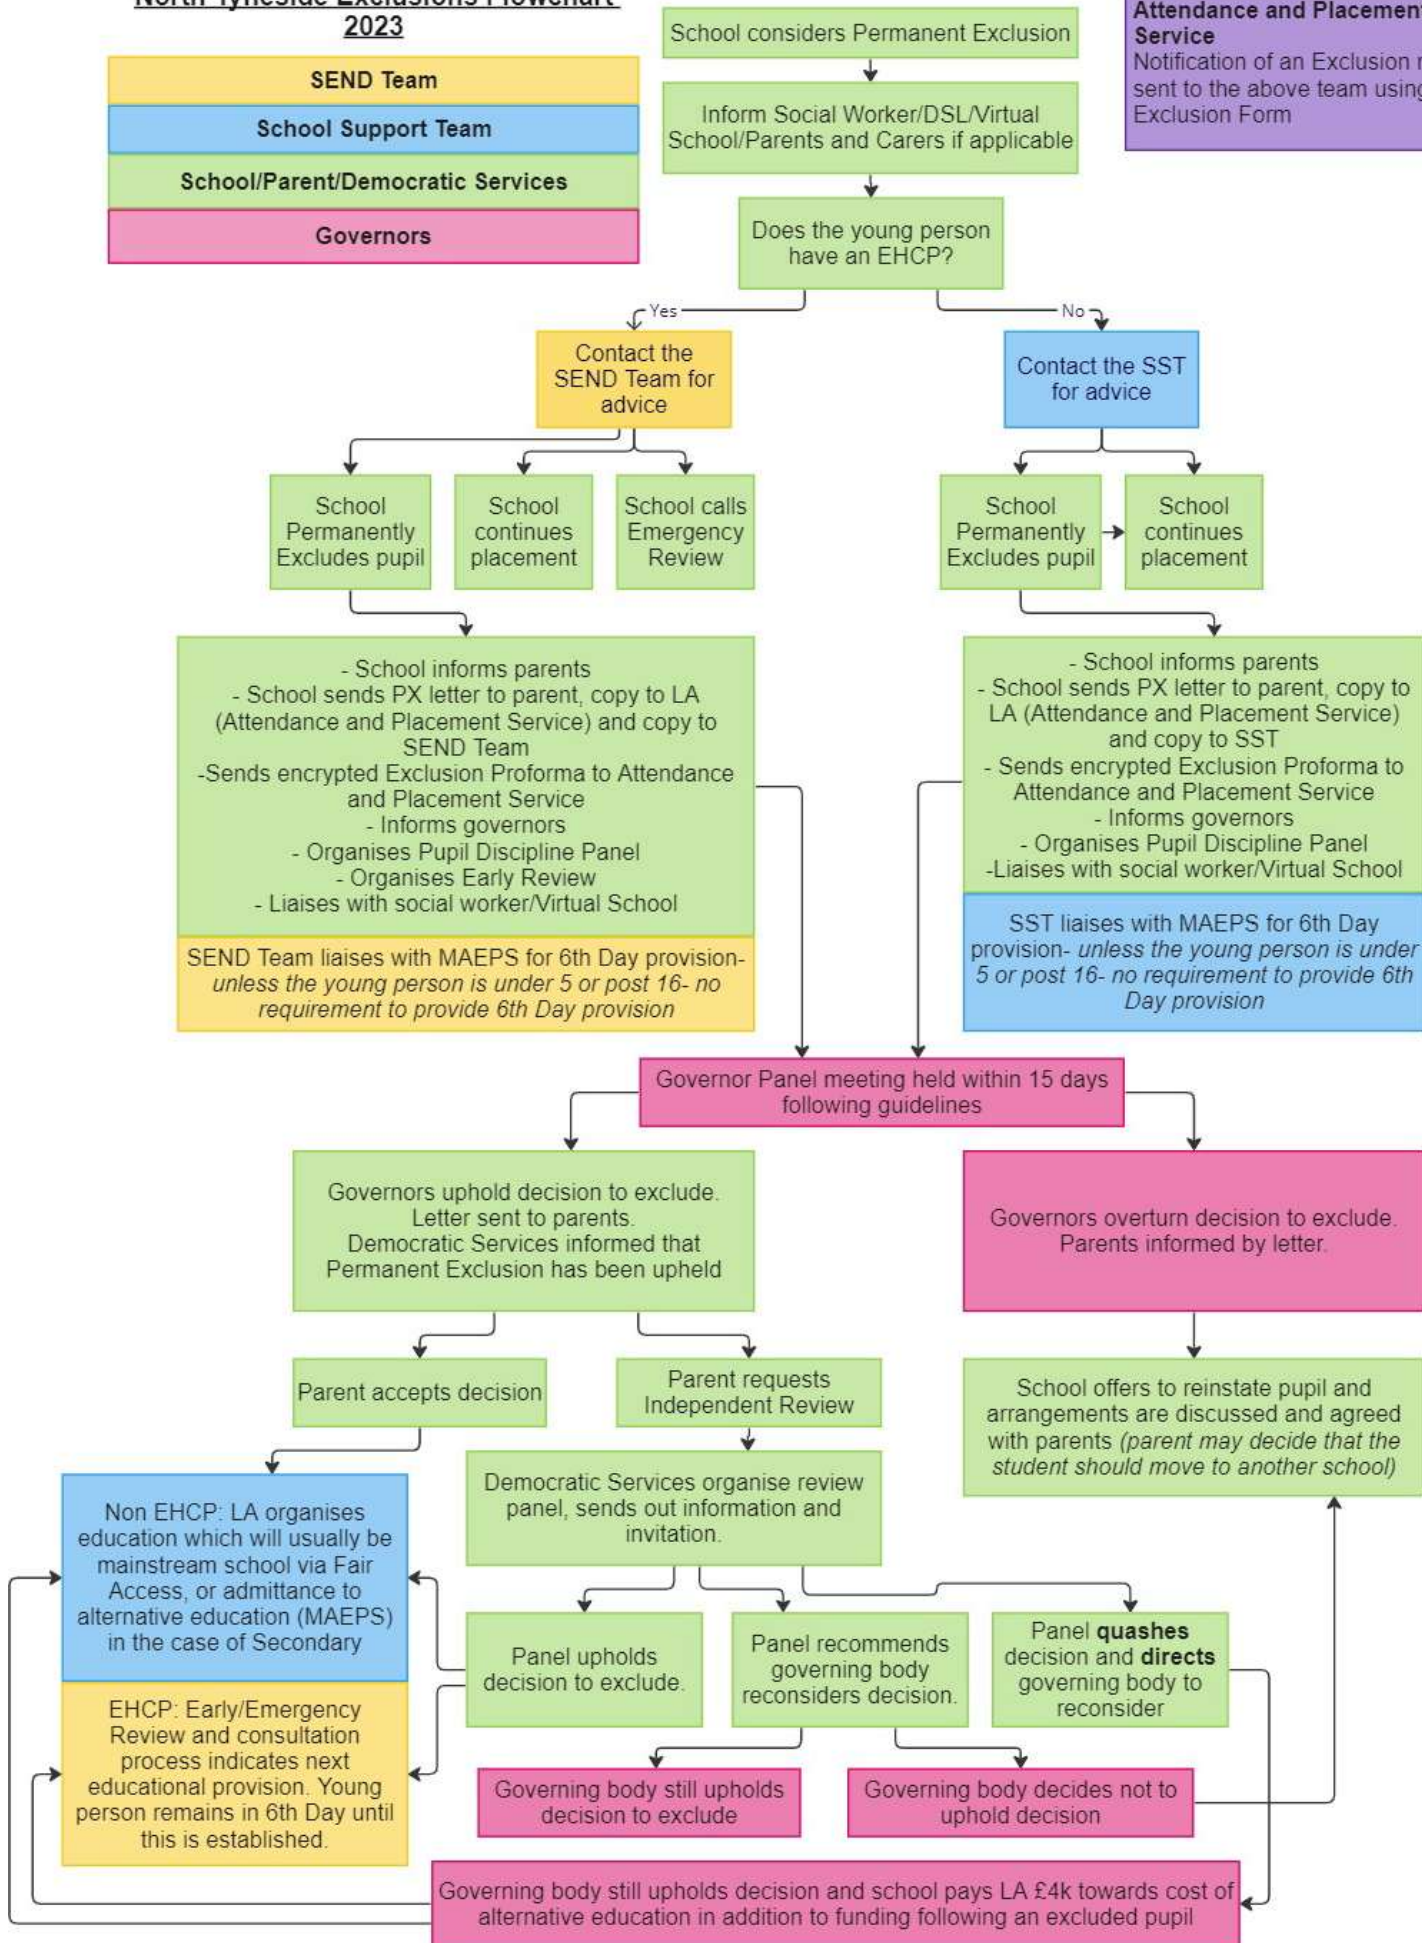 North Tyneside Exclusions Flowchart
2023
SEND Team
School Support Team
School/Parent/Democratic Services
Governors
School considers Permanent Exclusion
Attendance and Placement
Service
Notification of an Exclusion
sent to the above team using
Exclusion Form
Inform Social Worker/DSL/Virtual
School/Parents and Carers if applicable
Does the young person
have an EHCP?
Yes
No
Contact the
SEND Team for
advice
Contact the SST
for advice
School
Permanently
Excludes pupil
School
continues
placement
School calls
Emergency
Review
School
Permanently
Excludes pupil
School
continues
placement
- School informs parents
- School sends PX letter to parent, copy to LA
(Attendance and Placement Service) and copy to
SEND Team
-Sends encrypted Exclusion Proforma to Attendance
and Placement Service
- Informs governors
- Organises Pupil Discipline Panel
- Organises Early Review
- Liaises with social worker/Virtual School
SEND Team liaises with MAEPS for 6th Day provision-
unless the young person is under 5 or post 16- no
requirement to provide 6th Day provision
- School informs parents
- School sends PX letter to parent, copy to
LA (Attendance and Placement Service)
and copy to SST
- Sends encrypted Exclusion Proforma to
Attendance and Placement Service
- Informs governors
- Organises Pupil Discipline Panel
-Liaises with social worker/Virtual School
SST liaises with MAEPS for 6th Day
provision- unless the young person is under
5 or post 16- no requirement to provide 6th
Day provision
Governor Panel meeting held within 15 days
following guidelines
Governors uphold decision to exclude.
Letter sent to parents.
Democratic Services informed that
Permanent Exclusion has been upheld
Governors overturn decision to exclude.
Parents informed by letter.
Parent accepts decision
Parent requests
Independent Review
School offers to reinstate pupil and
arrangements are discussed and agreed
with parents (parent may decide that the
student should move to another school)
Democratic Services organise review
panel, sends out information and
invitation.
Non EHCP: LA organises
education which will usually be
mainstream school via Fair
Access, or admittance to
alternative education (MAEPS)
in the case of Secondary
EHCP: Early/Emergency
Review and consultation
process indicates next
educational provision. Young
person remains in 6th Day until
this is established.
Panel upholds
decision to exclude.
Panel recommends
governing body
reconsiders decision.
Panel quashes
decision and directs
governing body to
reconsider
Governing body still upholds
decision to exclude
Governing body decides not to
uphold decision
Governing body still upholds decision and school pays LA £4k towards cost of
alternative education in addition to funding following an excluded pupil